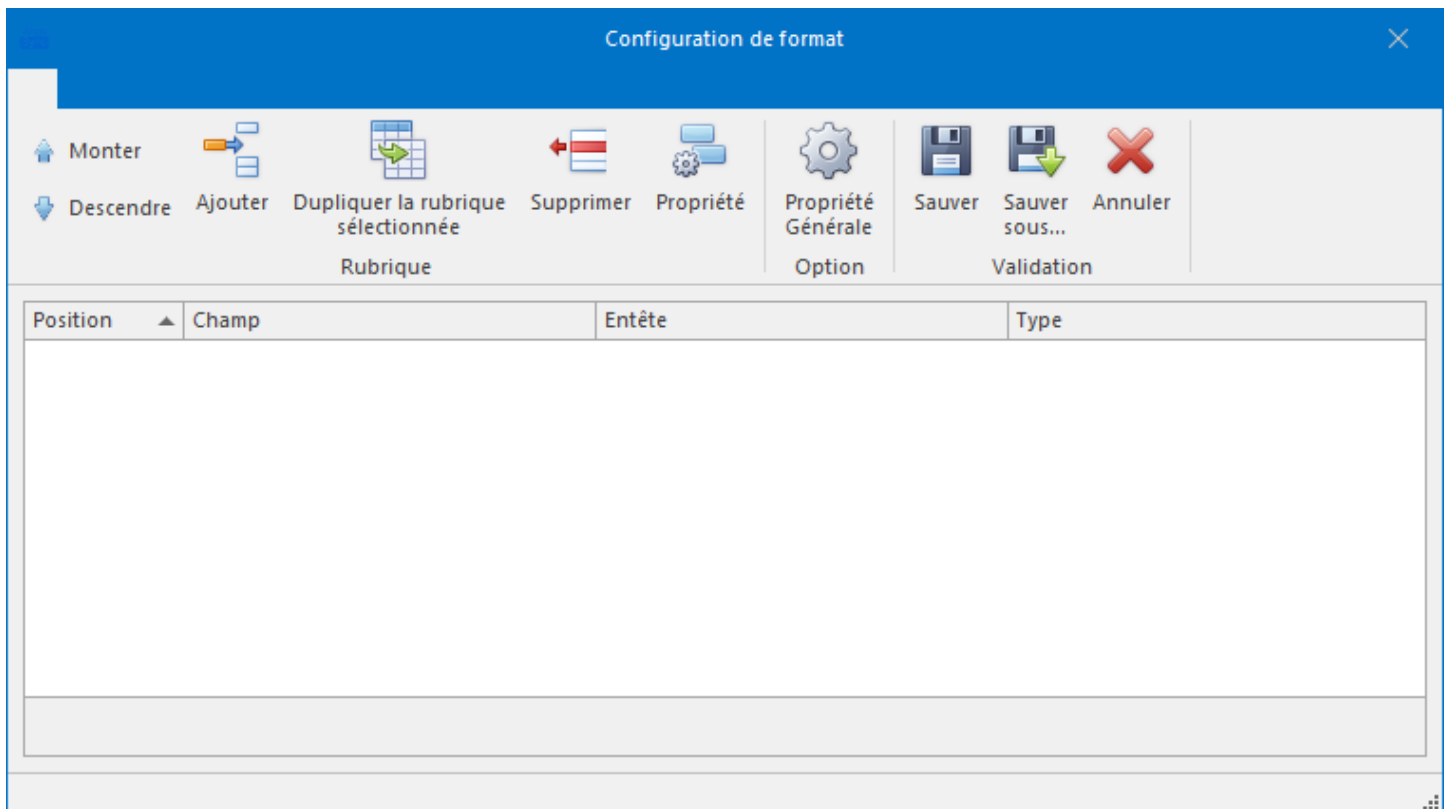 Configuration de format
Monter
Descendre
Ajouter
Dupliquer la rubrique
sélectionnée
Supprimer
Propriété
Rubrique
Propriété
Générale
Option
Sauver
Sauver
sous...
Annuler
Validation
Position Champ Entête Type